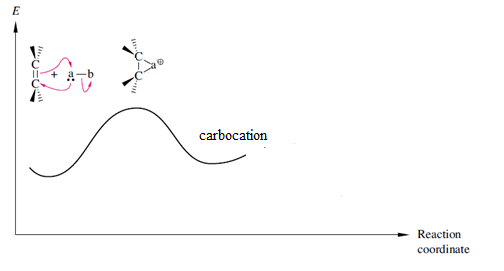 E
C
C
+ a—b
C
C
a⊕
carbocation
Reaction
coordinate